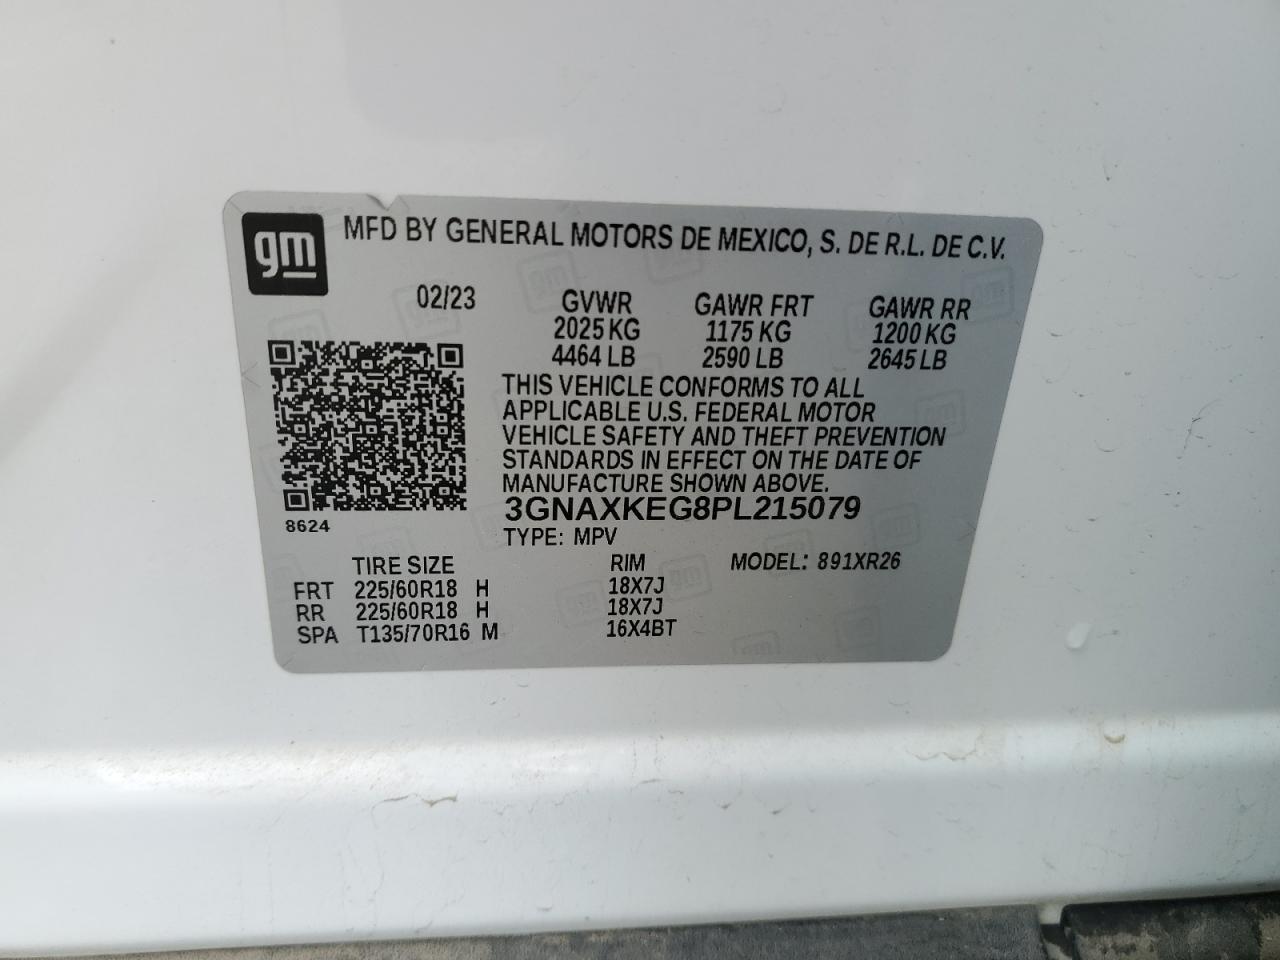 gm
MFD BY GENERAL MOTORS DE MEXICO, S. DE R.L. DE C.V.
02/23 GVWR GAWR FRT GAWR RR
2025 KG 1175 KG 1200 KG
4464 LB 2590 LB 2645 LB
THIS VEHICLE CONFORMS TO ALL
APPLICABLE U.S. FEDERAL MOTOR
VEHICLE SAFETY AND THEFT PREVENTION
STANDARDS IN EFFECT ON THE DATE OF
MANUFACTURE SHOWN ABOVE.
3GNAXKEG8PL215079
8624
TYPE: MPV
TIRE SIZE RIM MODEL: 891XR26
FRT 225/60R18 H 18X7J
RR 225/60R18 H 18X7J
SPA T135/70R16 M 16X4BT